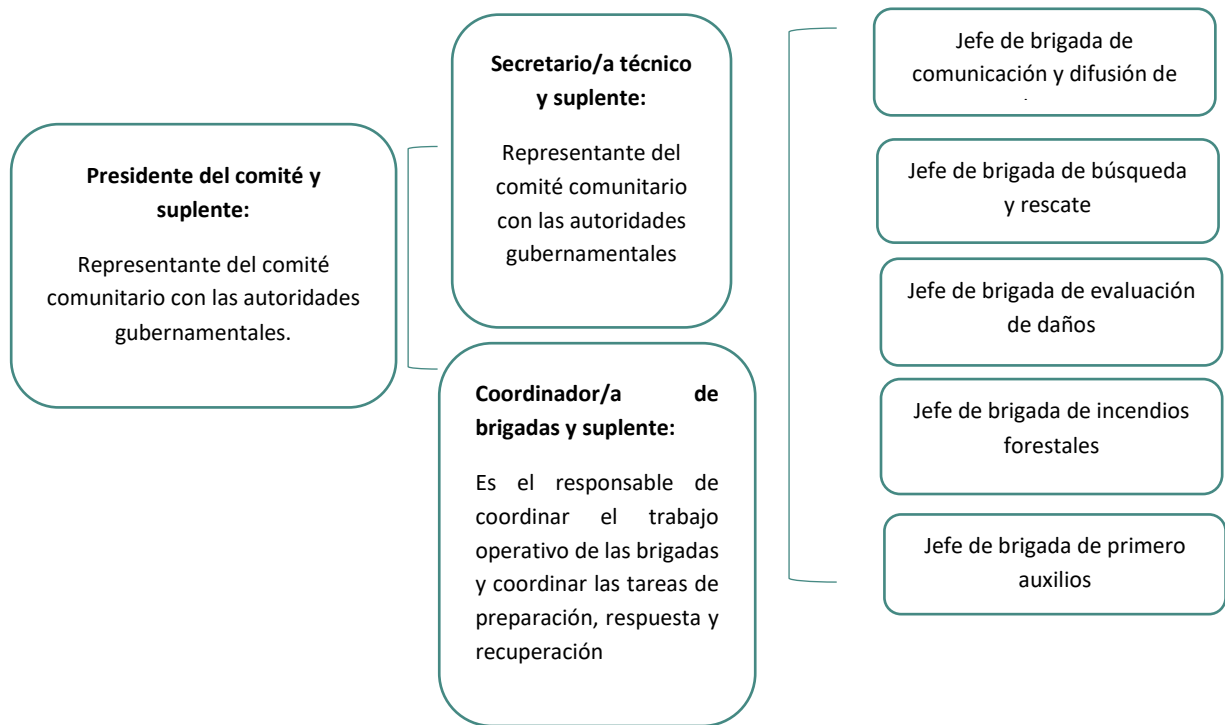 Presidente del comité y
suplente:
Representante del comité
comunitario con las autoridades
gubernamentales.
Secretario/a técnico
y suplente:
Representante del
comité comunitario
con las autoridades
gubernamentales
Coordinador/a de
brigadas y suplente:
Es el responsable de
coordinar el trabajo
operativo de las brigadas
y coordinar las tareas de
preparación, respuesta y
recuperación
Jefe de brigada de
comunicación y difusión de
Jefe de brigada de búsqueda
y rescate
Jefe de brigada de evaluación
de daños
Jefe de brigada de incendios
forestales
Jefe de brigada de primero
auxilios